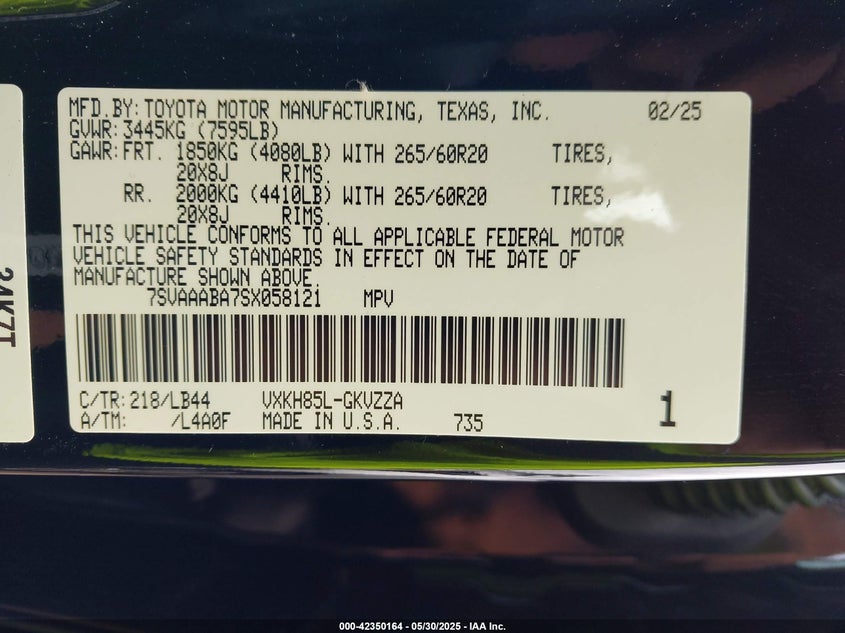 MFD.BY:TOYOTA MOTOR MANUFACTURING, TEXAS, INC. 02/25
GVWR:3445KG (7595LB)
GAWR:FRT. 1850KG (4080LB) WITH 265/60R20 TIRES,
20X8J RIMS.
RR. 2000KG (4410LB) WITH 265/60R20 TIRES,
20X8J RIMS.
THIS VEHICLE CONFORMS TO ALL APPLICABLE FEDERAL MOTOR
VEHICLE SAFETY STANDARDS IN EFFECT ON THE DATE OF
MANUFACTURE SHOWN ABOVE.
7SVAAABA7SX058121 MPV
C/TR:218/LB44 VXKH85L-GKVZZA
A/TM: /L4A0F MADE IN U.S.A. 735 1
24K7T
000-42350164 — 05/30/2025 — IAA Inc.